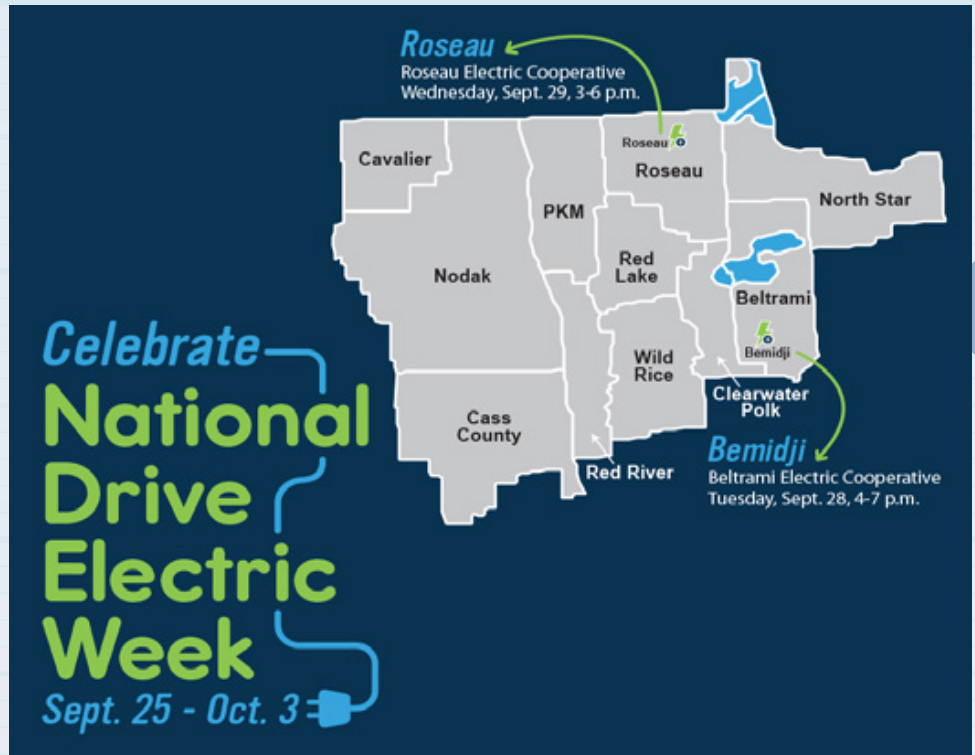 Roseau
Roseau Electric Cooperative
Wednesday, Sept. 29, 3-6 p.m.
Cavalier
Roseau
Roseau
North Star
PKM
Nodak
Red
Lake
Beltrami
Bemidji
Wild
Rice
Clearwater
Polk
Cass
County
Red River
Bemidji
Beltrami Electric Cooperative
Tuesday, Sept. 28, 4-7 p.m.
Celebrate
National
Drive
Electric
Week
Sept. 25 - Oct. 3